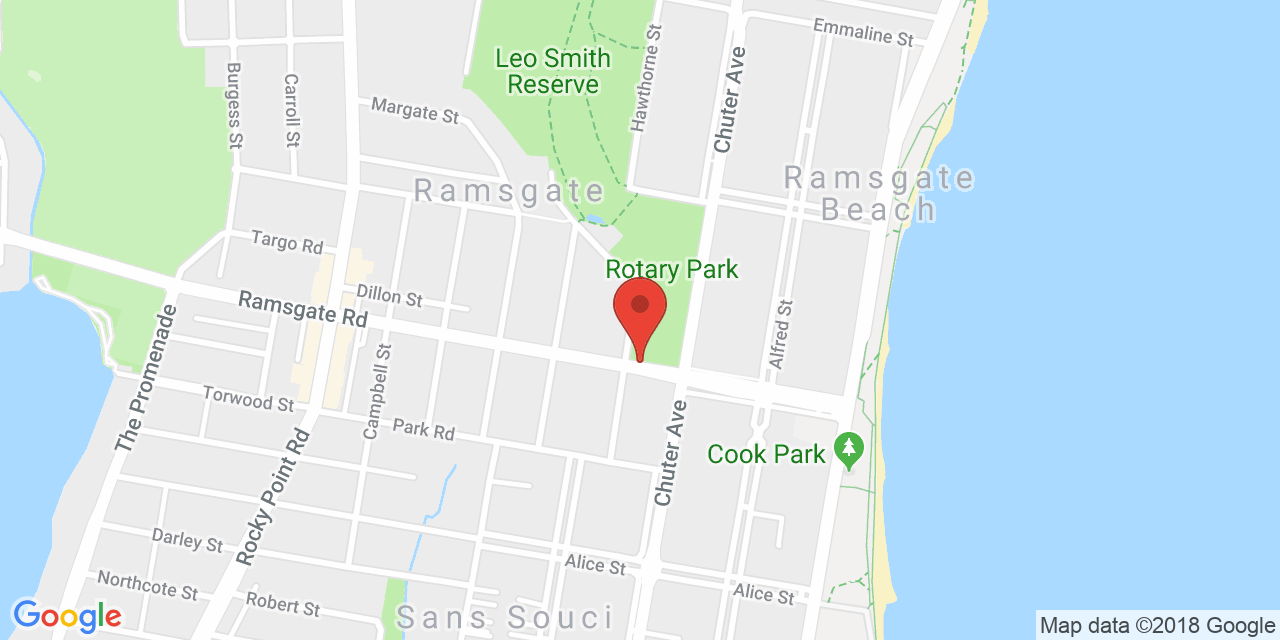 Emmaline St
Leo Smith
Reserve
Hawthorne St
Chuter Ave
Burgess St
Carroll St
Margate St
Ramsgate
Ramsgate
Beach
Targo Rd
Rotary Park
Dillon St
Ramsgate Rd
The Promenade
Alfred St
Campbell St
Torwood St
Park Rd
Rocky Point Rd
Chuter Ave
Cook Park
Darley St
Alice St
Alice St
Northcote St
Robert St
Sans Souci
Google
Map data ©2018 Google